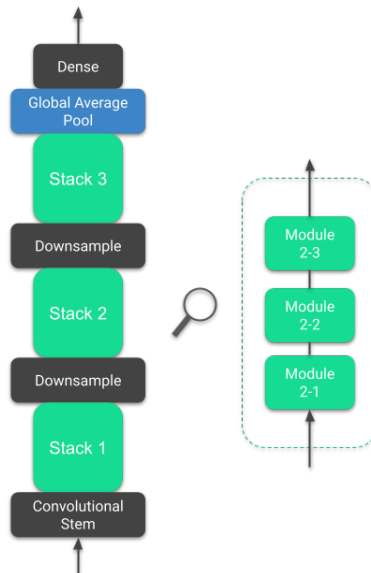 Dense
Global Average
Pool
Stack 3
Downsample
Stack 2
Downsample
Stack 1
Convolutional
Stem
Module
2-3
Module
2-2
Module
2-1